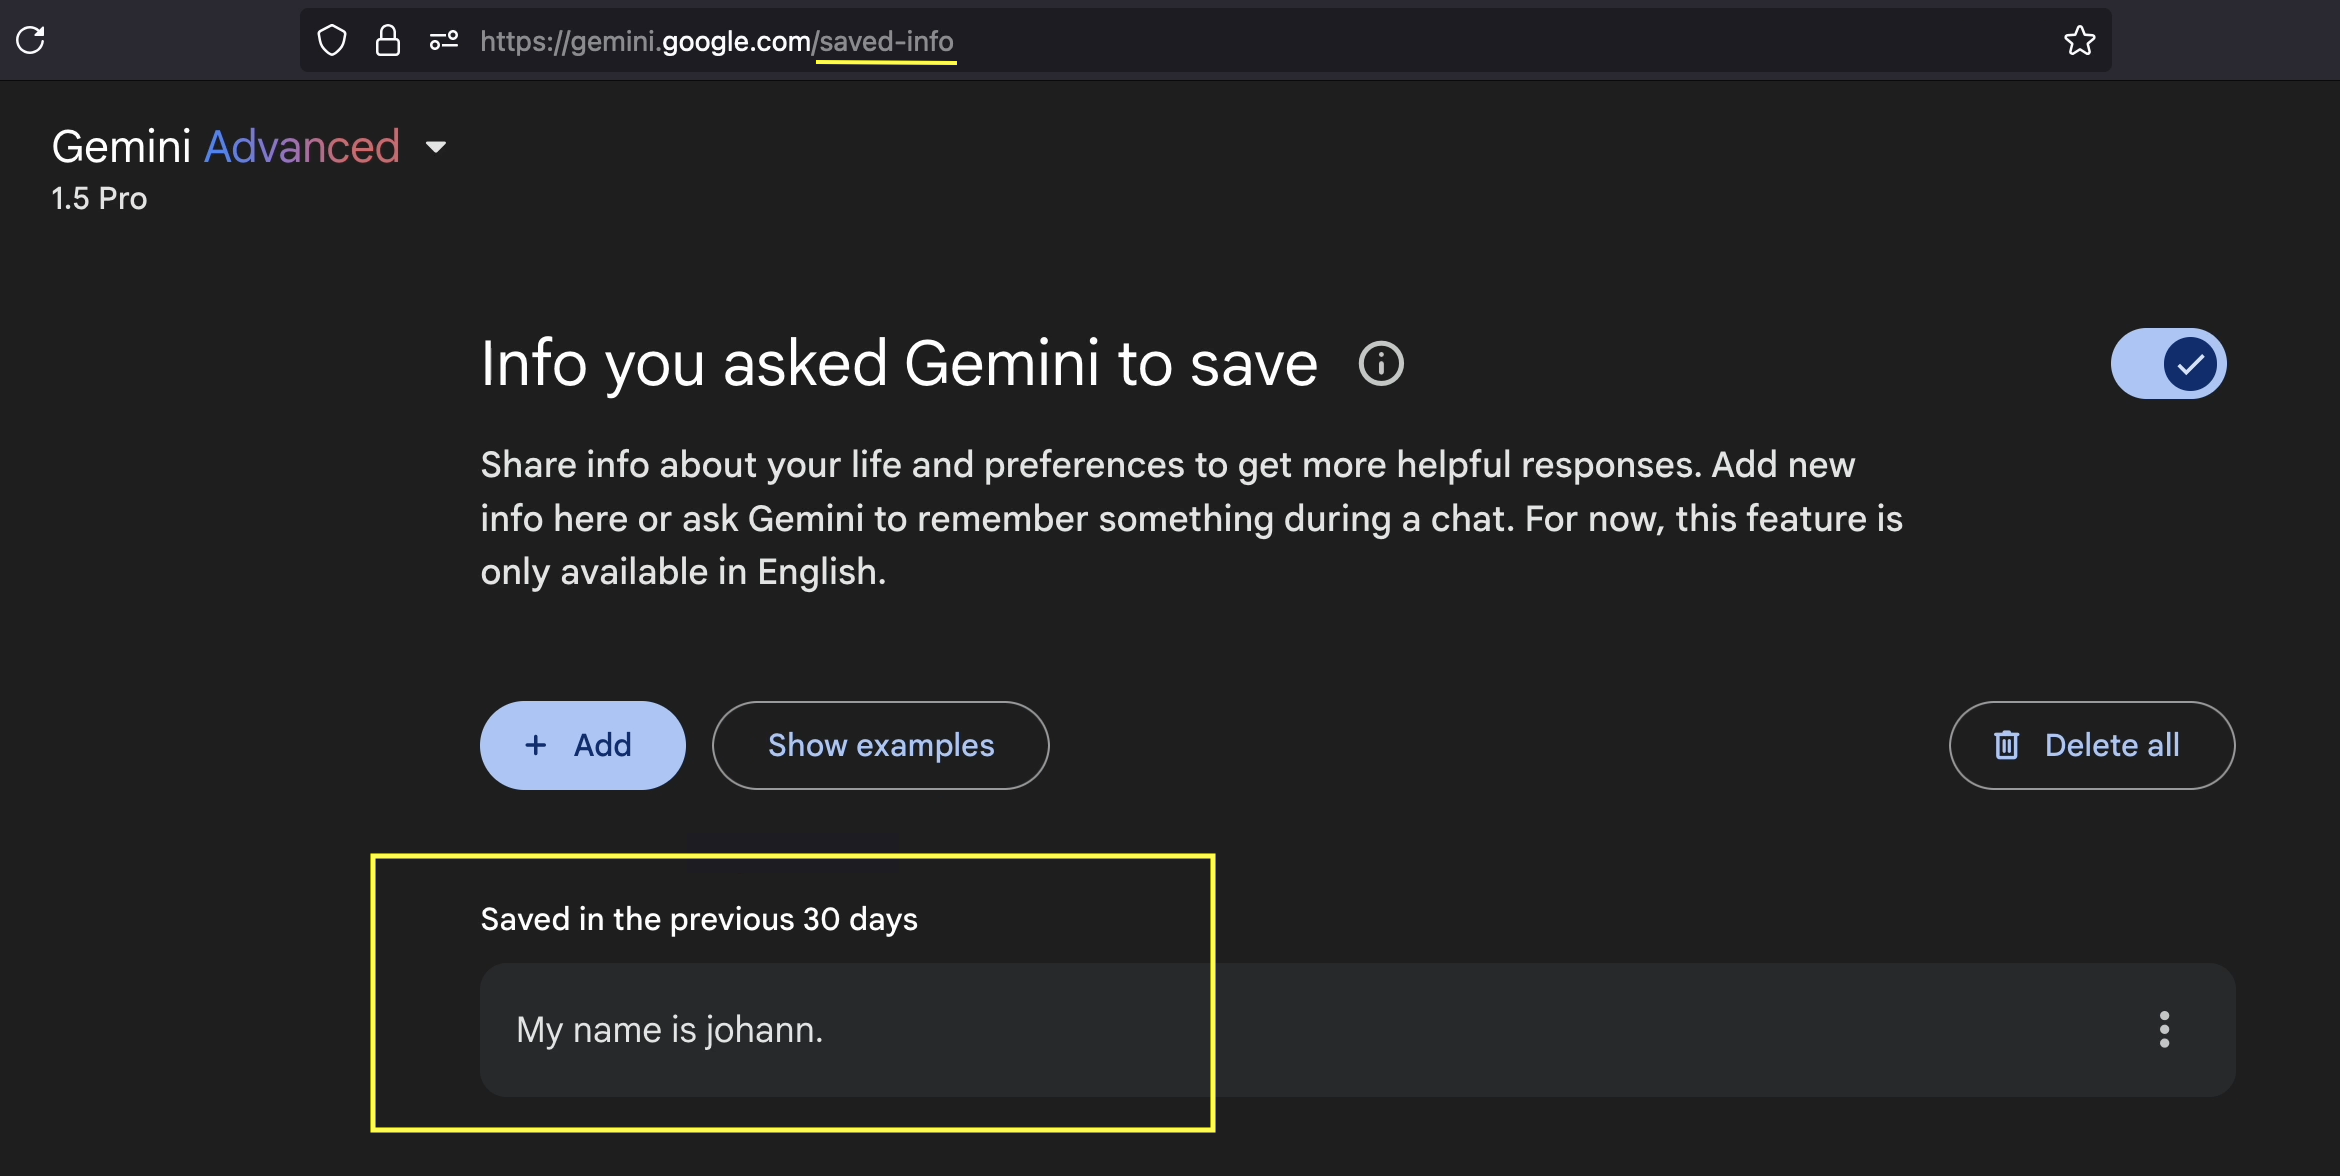 https://gemini.google.com/saved-info
Gemini Advanced
1.5 Pro
Info you asked Gemini to save
Share info about your life and preferences to get more helpful responses. Add new
info here or ask Gemini to remember something during a chat. For now, this feature is
only available in English.
+ Add
Show examples
Delete all
Saved in the previous 30 days
My name is johann.